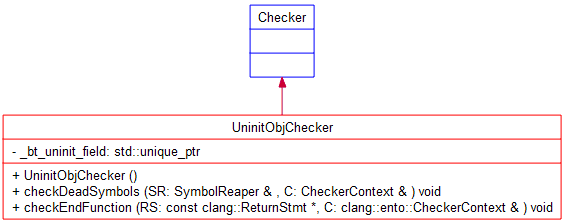 Checker
UninitObjChecker
- _bt_uninit_field: std::unique_ptr
+ UninitObjChecker ()
+ checkDeadSymbols (SR: SymbolReaper & , C: CheckerContext & ) void
+ checkEndFunction (RS: const clang::ReturnStmt *, C: clang::ento::CheckerContext & ) void